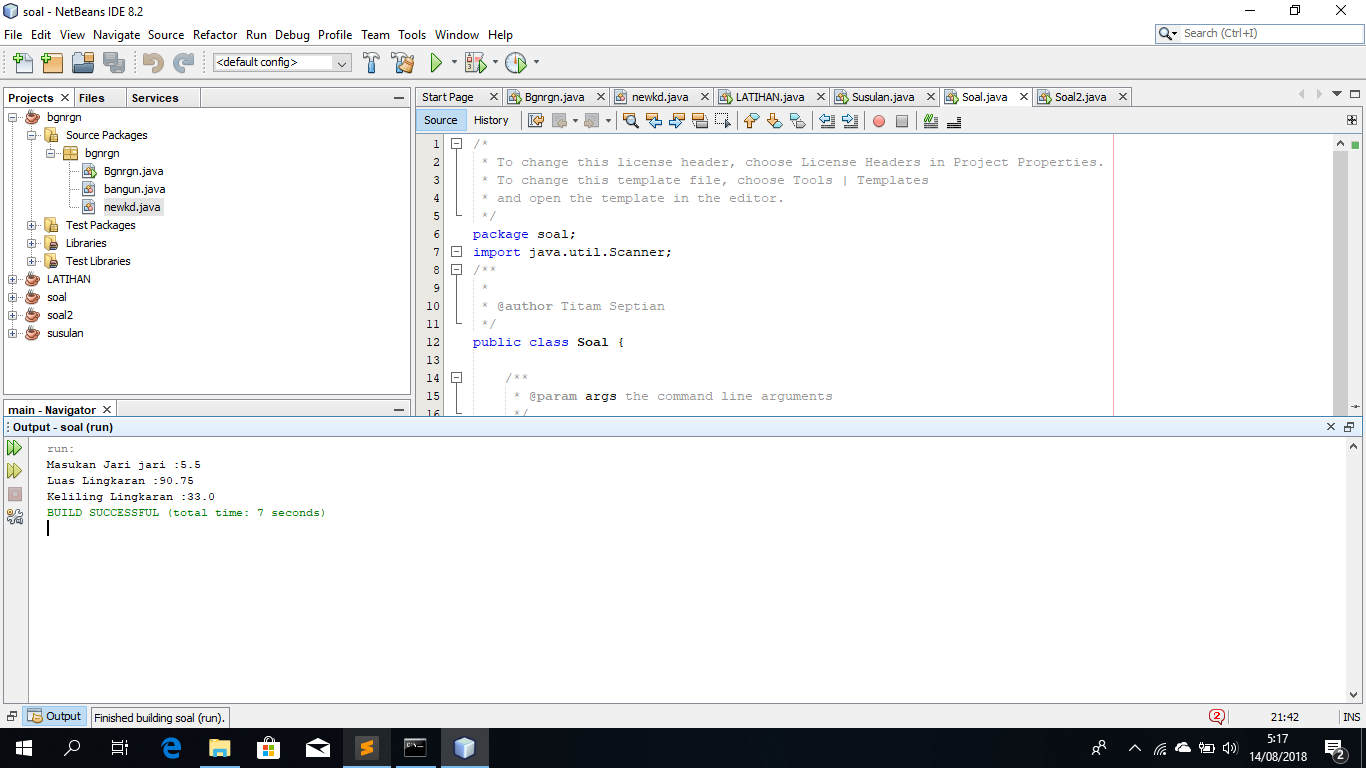 soal - NetBeans IDE 8.2
File Edit View Navigate Source Refactor Run Debug Profile Team Tools Window Help
Search (Ctrl+I)
<default config>
Projects Files Services
bgnrgn
Source Packages
bgnrgn
Bgnrgn.java
bangun.java
newkd.java
Test Packages
Libraries
Test Libraries
LATIHAN
soal
soal2
susulan
main - Navigator
Start Page Bgnrgn.java newkd.java LATIHAN.java Susulan.java Soal.java Soal2.java
Source History
1 /*
2 * To change this license header, choose License Headers in Project Properties.
3 * To change this template file, choose Tools | Templates
4 * and open the template in the editor.
5 */
6 package soal;
7 import java.util.Scanner;
8 /**
9 *
10 * @author Titam Septian
11 */
12 public class Soal {
13
14 /**
15 * @param args the command line arguments
16 */
Output - soal (run)
run:
Masukan Jari jari :5.5
Luas Lingkaran :90.75
Keliling Lingkaran :33.0
BUILD SUCCESSFUL (total time: 7 seconds)
Output Finished building soal (run).
2 21:42 INS
5:17
14/08/2018
2